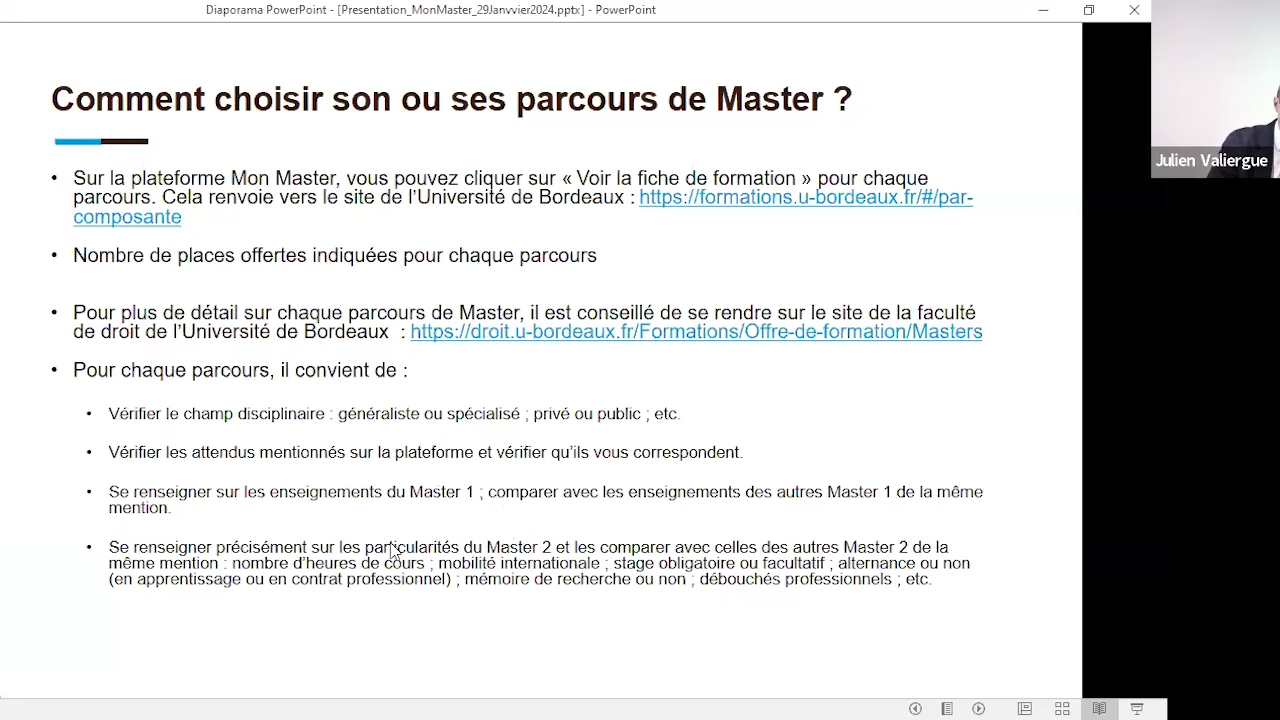 Diaporama PowerPoint - [Presentation_MonMaster_29Janvvier2024.pptx] - PowerPoint
Julien Valiergue
Comment choisir son ou ses parcours de Master ?
• Sur la plateforme Mon Master, vous pouvez cliquer sur « Voir la fiche de formation » pour chaque
parcours. Cela renvoie vers le site de l’Université de Bordeaux : https://formations.u-bordeaux.fr/#/par-
composante
• Nombre de places offertes indiquées pour chaque parcours
• Pour plus de détail sur chaque parcours de Master, il est conseillé de se rendre sur le site de la faculté
de droit de l’Université de Bordeaux : https://droit.u-bordeaux.fr/Formations/Offre-de-formation/Masters
• Pour chaque parcours, il convient de :
• Vérifier le champ disciplinaire : généraliste ou spécialisé ; privé ou public ; etc.
• Vérifier les attendus mentionnés sur la plateforme et vérifier qu’ils vous correspondent.
• Se renseigner sur les enseignements du Master 1 ; comparer avec les enseignements des autres Master 1 de la même
mention.
• Se renseigner précisément sur les particularités du Master 2 et les comparer avec celles des autres Master 2 de la
même mention : nombre d’heures de cours ; mobilité internationale ; stage obligatoire ou facultatif ; alternance ou non
(en apprentissage ou en contrat professionnel) ; mémoire de recherche ou non ; débouchés professionnels ; etc.